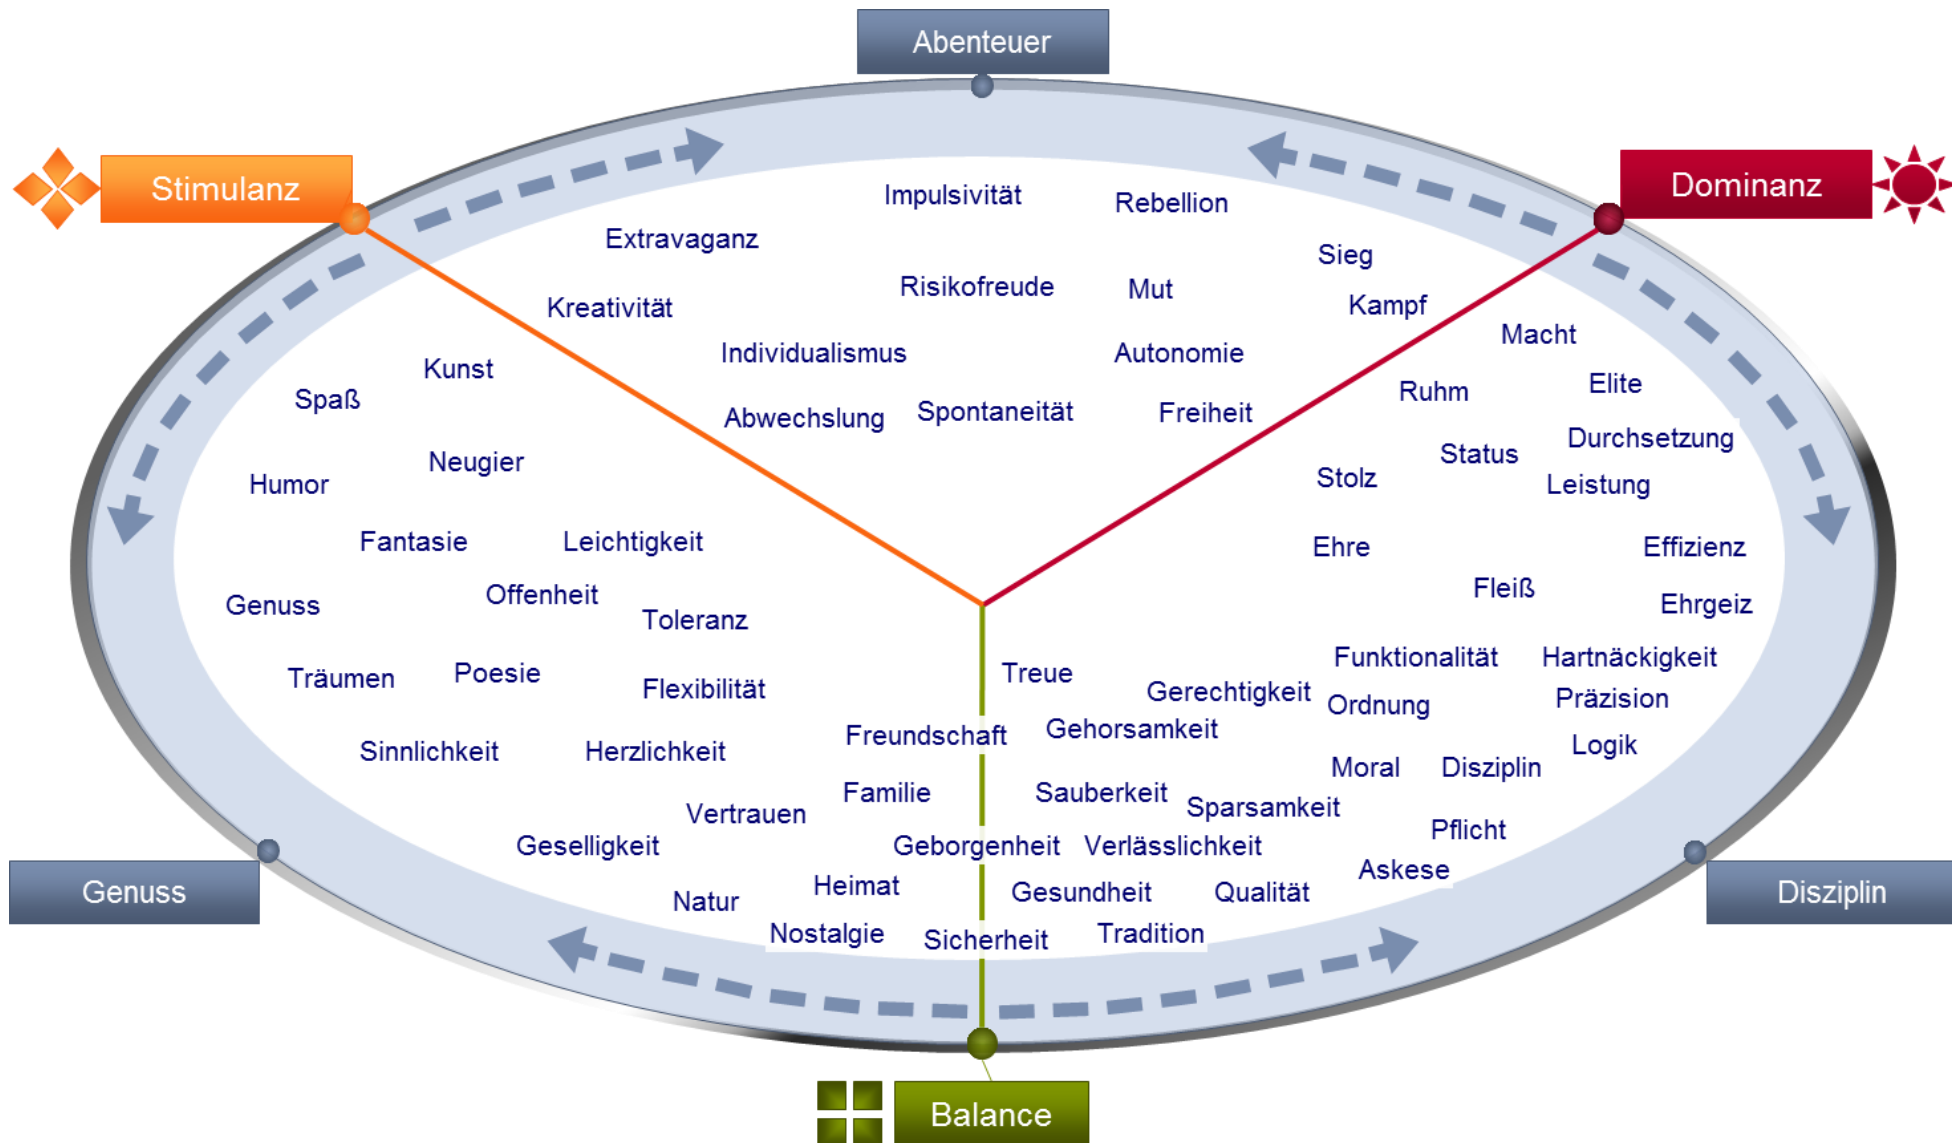 Abenteuer
Stimulanz
Dominanz
Impulsivität
Rebellion
Extravaganz
Sieg
Risikofreude
Mut
Kreativität
Kampf
Macht
Individualismus
Autonomie
Kunst
Elite
Ruhm
Spaß
Abwechslung
Spontaneität
Freiheit
Durchsetzung
Status
Neugier
Stolz
Humor
Leistung
Fantasie
Leichtigkeit
Ehre
Effizienz
Fleiß
Offenheit
Genuss
Ehrgeiz
Toleranz
Funktionalität
Hartnäckigkeit
Treue
Poesie
Träumen
Flexibilität
Gerechtigkeit
Präzision
Ordnung
Gehorsamkeit
Freundschaft
Logik
Sinnlichkeit
Herzlichkeit
Moral
Disziplin
Familie
Sauberkeit
Sparsamkeit
Vertrauen
Pflicht
Geselligkeit
Geborgenheit
Verlässlichkeit
Askese
Heimat
Gesundheit
Qualität
Natur
Nostalgie
Sicherheit
Tradition
Genuss
Disziplin
Balance